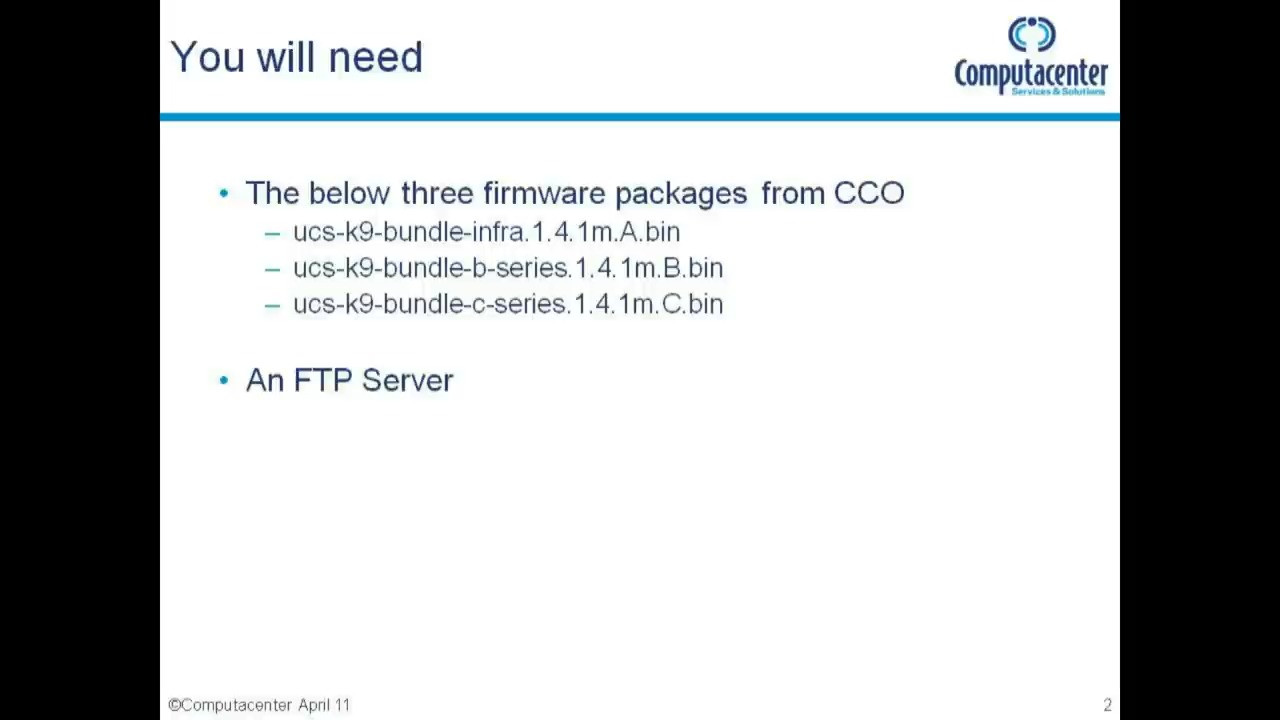 You will need
Computacenter
Services & Solutions
• The below three firmware packages from CCO
– ucs-k9-bundle-infra.1.4.1m.A.bin
– ucs-k9-bundle-b-series.1.4.1m.B.bin
– ucs-k9-bundle-c-series.1.4.1m.C.bin
• An FTP Server
©Computacenter April 11
2